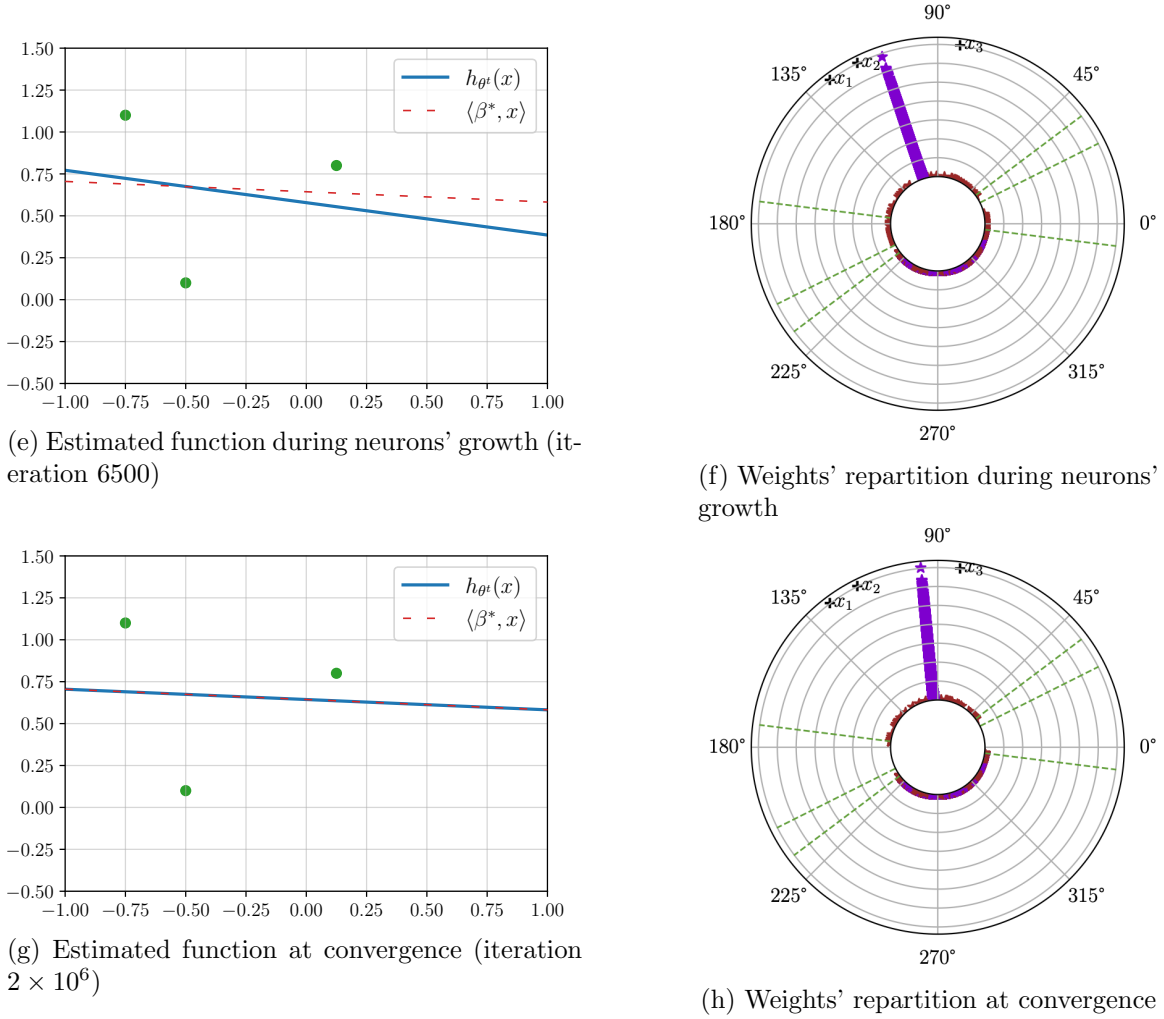 1.50
1.25
1.00
0.75
0.50
0.25
0.00
−0.25
−0.50
−1.00 −0.75 −0.50 −0.25 0.00 0.25 0.50 0.75 1.00
h_{θ^t}(x)
⟨β*, x⟩
(e) Estimated function during neurons' growth (it-
eration 6500)
90°
135°
45°
180°
0°
225°
315°
270°
x₁
x₂
x₃
(f) Weights' repartition during neurons'
growth
1.50
1.25
1.00
0.75
0.50
0.25
0.00
−0.25
−0.50
−1.00 −0.75 −0.50 −0.25 0.00 0.25 0.50 0.75 1.00
h_{θ^t}(x)
⟨β*, x⟩
(g) Estimated function at convergence (iteration
2 × 10⁶)
90°
135°
45°
180°
0°
225°
315°
270°
x₁
x₂
x₃
(h) Weights' repartition at convergence